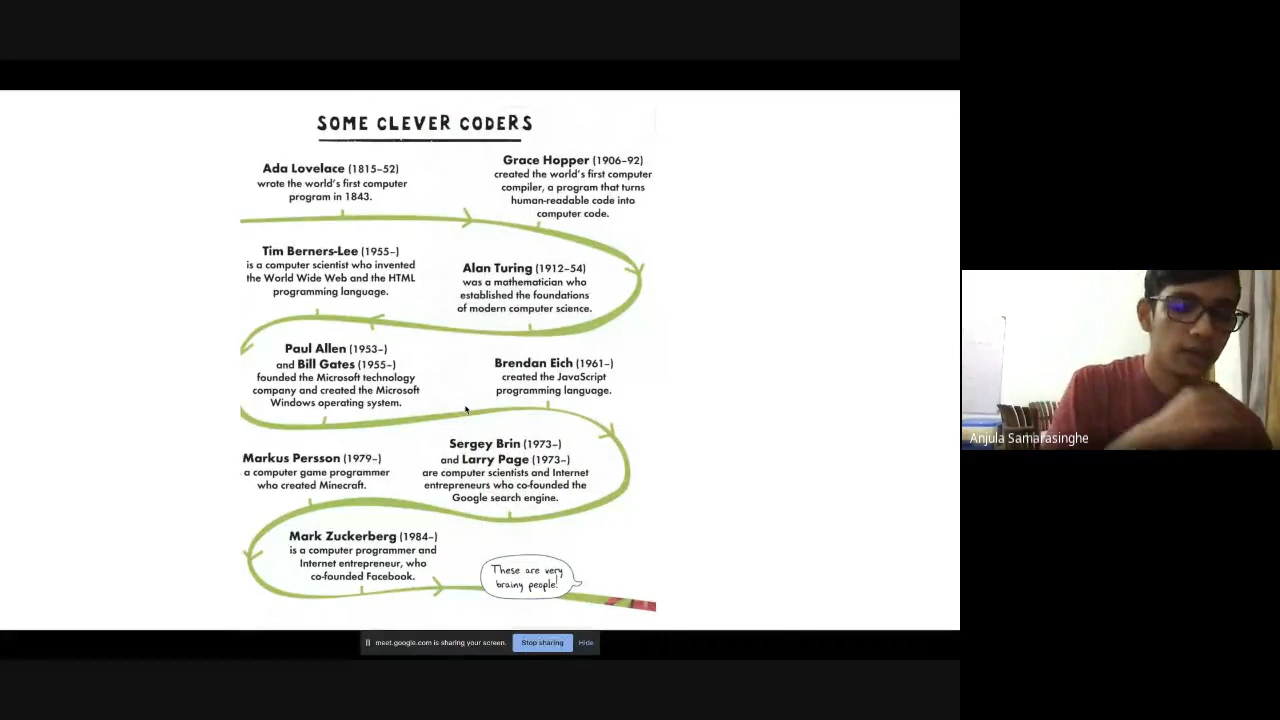 SOME CLEVER CODERS
Ada Lovelace (1815–52)
wrote the world's first computer
program in 1843.
Grace Hopper (1906–92)
created the world's first computer
compiler, a program that turns
human-readable code into
computer code.
Tim Berners-Lee (1955–)
is a computer scientist who invented
the World Wide Web and the HTML
programming language.
Alan Turing (1912–54)
was a mathematician who
established the foundations
of modern computer science.
Paul Allen (1953–)
and Bill Gates (1955–)
founded the Microsoft technology
company and created the Microsoft
Windows operating system.
Brendan Eich (1961–)
created the JavaScript
programming language.
Markus Persson (1979–)
a computer game programmer
who created Minecraft.
Sergey Brin (1973–)
and Larry Page (1973–)
are computer scientists and Internet
entrepreneurs who co-founded the
Google search engine.
Mark Zuckerberg (1984–)
is a computer programmer and
Internet entrepreneur, who
co-founded Facebook.
These are very
brainy people!
meet.google.com is sharing your screen.
Stop sharing
Hide
Anjula Samarasinghe